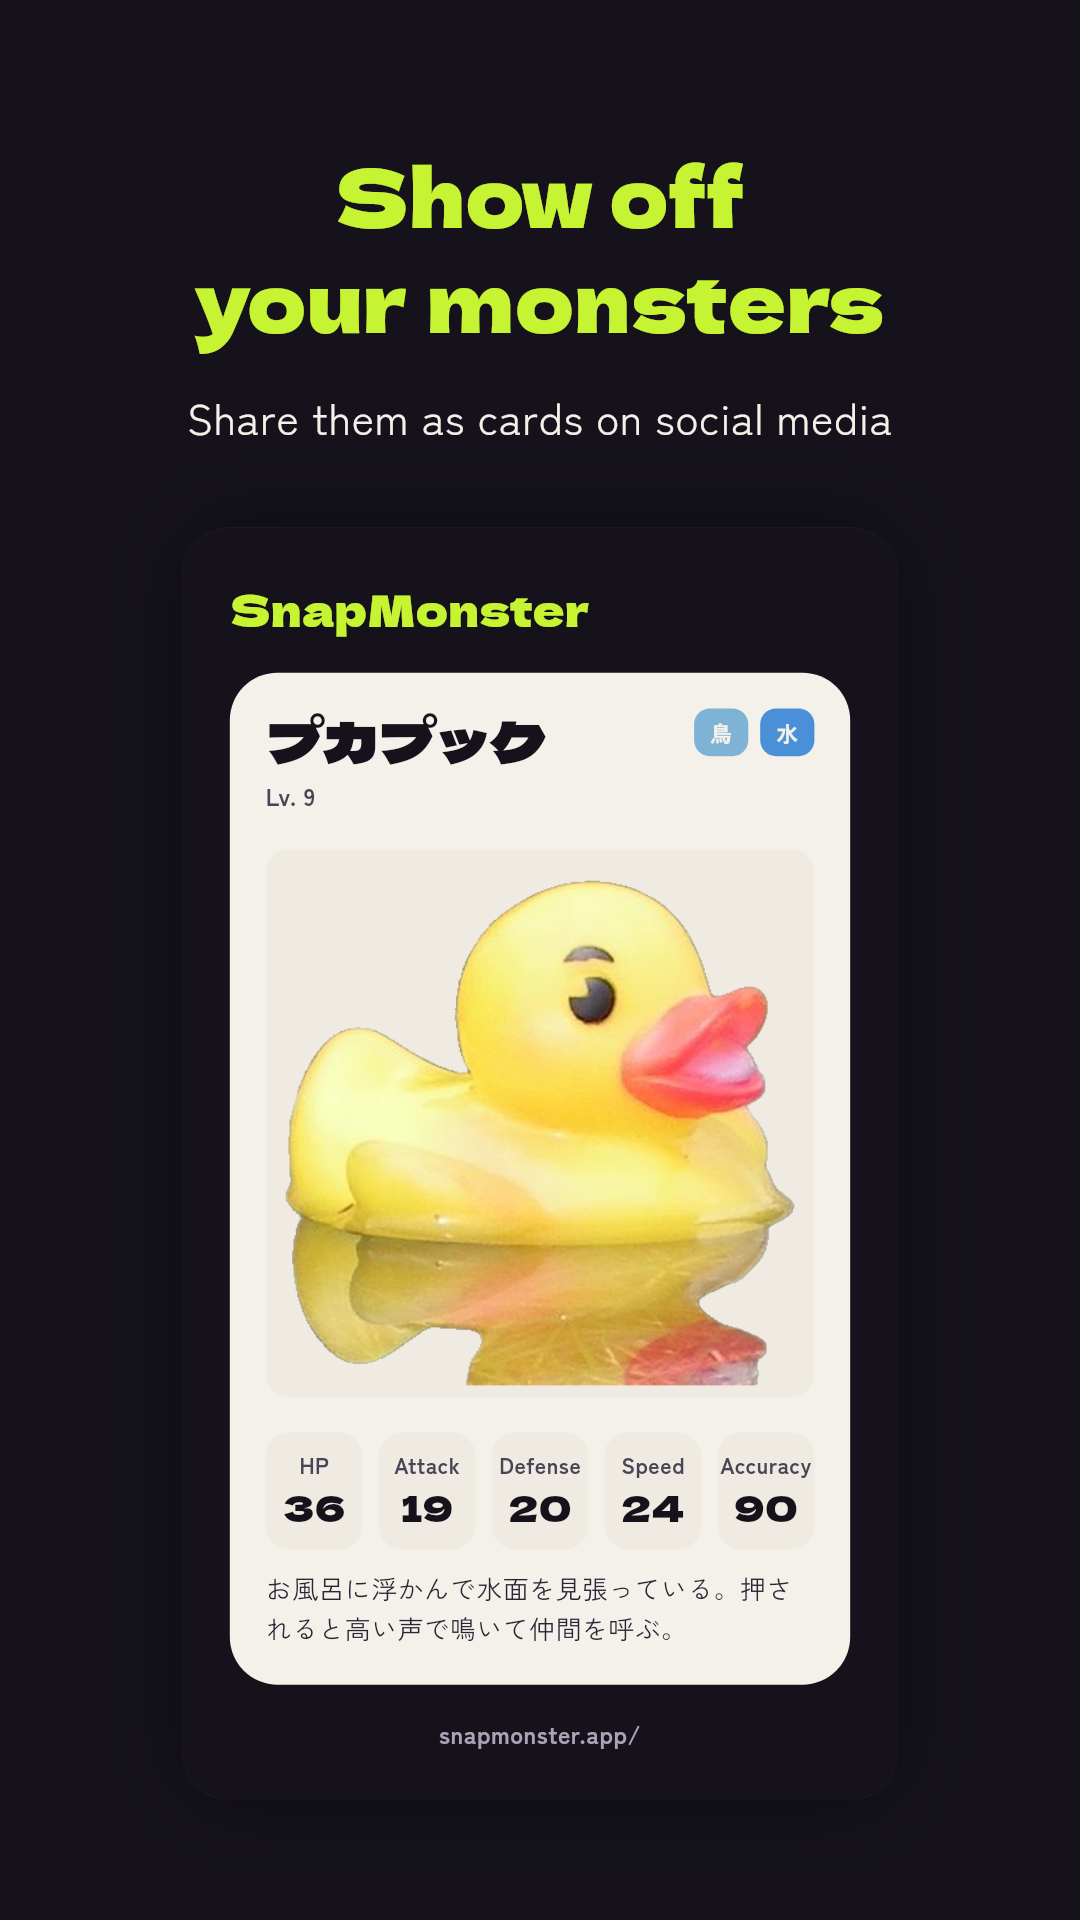 Show off
your monsters
Share them as cards on social media
SnapMonster
プカプック
鳥 水
Lv. 9
HP Attack Defense Speed Accuracy
36 19 20 24 90
お風呂に浮かんで水面を見張っている。押さ
れると高い声で鳴いて仲間を呼ぶ。
snapmonster.app/